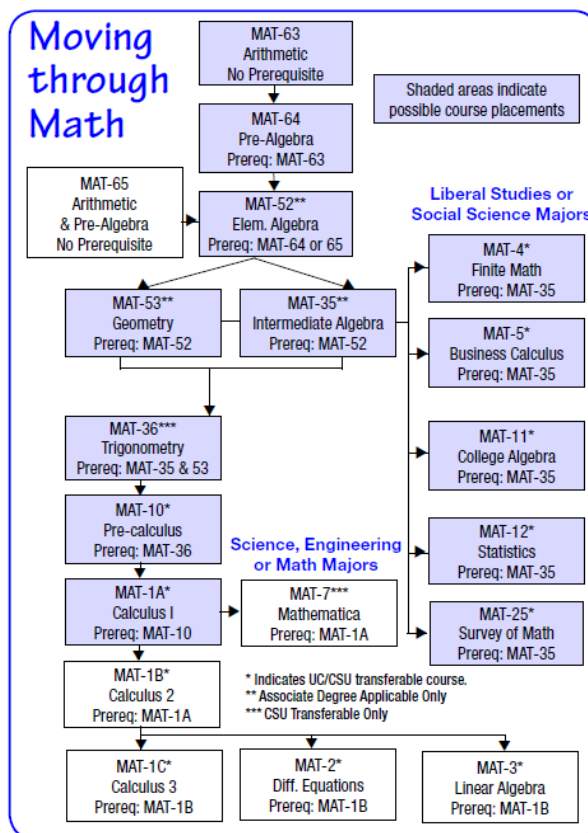 Moving
through
Math
MAT-63
Arithmetic
No Prerequisite
Shaded areas indicate
possible course placements
MAT-64
Pre-Algebra
Prereq: MAT-63
MAT-65
Arithmetic
& Pre-Algebra
No Prerequisite
MAT-52**
Elem. Algebra
Prereq: MAT-64 or 65
Liberal Studies or
Social Science Majors
MAT-4*
Finite Math
Prereq: MAT-35
MAT-53**
Geometry
Prereq: MAT-52
MAT-35**
Intermediate Algebra
Prereq: MAT-52
MAT-5*
Business Calculus
Prereq: MAT-35
MAT-36***
Trigonometry
Prereq: MAT-35 & 53
MAT-11*
College Algebra
Prereq: MAT-35
MAT-10*
Pre-calculus
Prereq: MAT-36
MAT-12*
Statistics
Prereq: MAT-35
Science, Engineering
or Math Majors
MAT-1A*
Calculus I
Prereq: MAT-10
MAT-7***
Mathematica
Prereq: MAT-1A
MAT-25*
Survey of Math
Prereq: MAT-35
MAT-1B*
Calculus 2
Prereq: MAT-1A
* Indicates UC/CSU transferable course.
** Associate Degree Applicable Only
*** CSU Transferable Only
MAT-1C*
Calculus 3
Prereq: MAT-1B
MAT-2*
Diff. Equations
Prereq: MAT-1B
MAT-3*
Linear Algebra
Prereq: MAT-1B